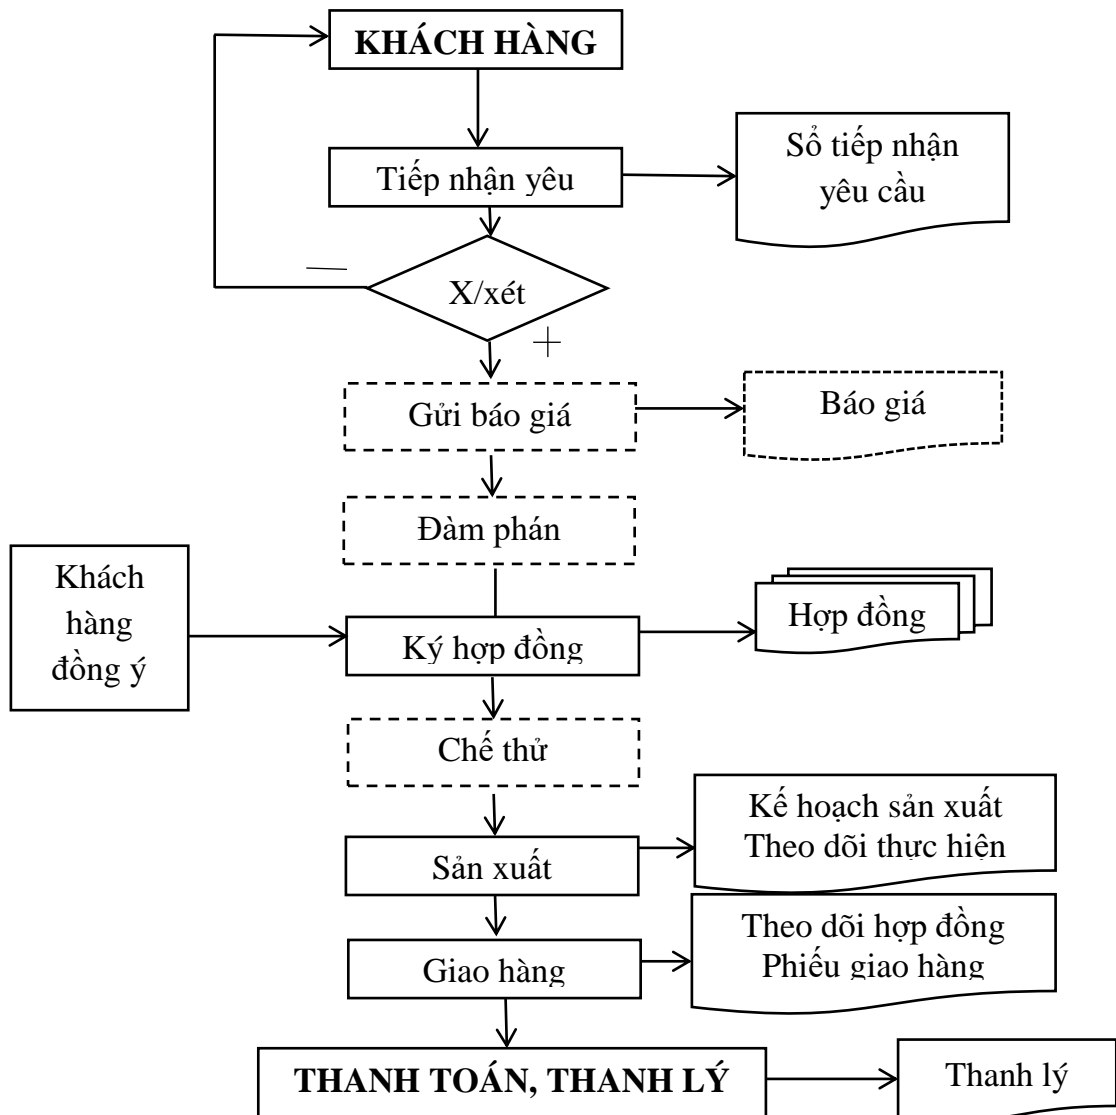 KHÁCH HÀNG
Tiếp nhận yêu
Sổ tiếp nhận
yêu cầu
X/xét
Gửi báo giá
Báo giá
Đàm phán
Khách
hàng
đồng ý
Ký hợp đồng
Hợp đồng
Chế thử
Sản xuất
Kế hoạch sản xuất
Theo dõi thực hiện
Giao hàng
Theo dõi hợp đồng
Phiếu giao hàng
THANH TOÁN, THANH LÝ
Thanh lý